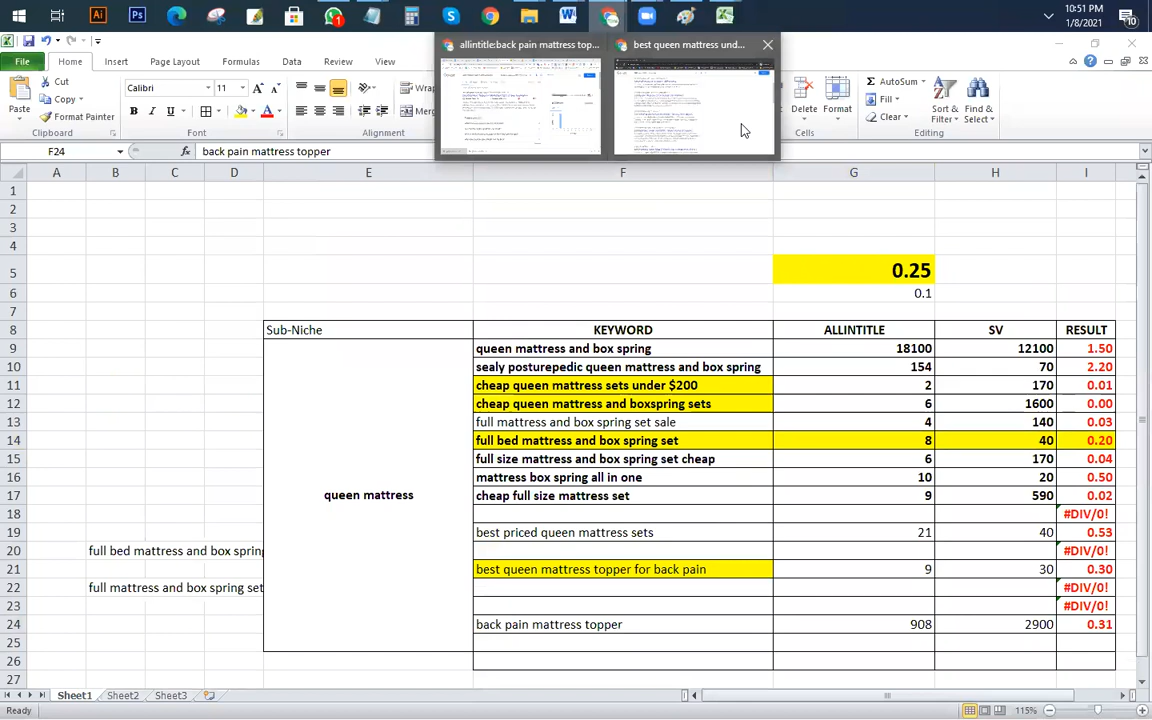 10:51 PM
1/8/2021
10
allintitle:back pain mattress top...
best queen mattress und...
File
Home
Insert
Page Layout
Formulas
Data
Review
View
Paste
Cut
Copy
Format Painter
Clipboard
Calibri
11
B I U
Font
Wrap
Merg
Alignment
Delete
Format
Cells
AutoSum
Fill
Clear
Sort & Filter
Find & Select
Editing
F24
fx
back pain mattress topper
A B C D E F G H I
1
2
3
4
5 0.25
6 0.1
7
8 Sub-Niche KEYWORD ALLINTITLE SV RESULT
9 queen mattress and box spring 18100 12100 1.50
10 sealy posturepedic queen mattress and box spring 154 70 2.20
11 cheap queen mattress sets under $200 2 170 0.01
12 cheap queen mattress and boxspring sets 6 1600 0.00
13 full mattress and box spring set sale 4 140 0.03
14 full bed mattress and box spring set 8 40 0.20
15 full size mattress and box spring set cheap 6 170 0.04
16 mattress box spring all in one 10 20 0.50
17 queen mattress cheap full size mattress set 9 590 0.02
18 #DIV/0!
19 best priced queen mattress sets 21 40 0.53
20 full bed mattress and box spring #DIV/0!
21 best queen mattress topper for back pain 9 30 0.30
22 full mattress and box spring set #DIV/0!
23 #DIV/0!
24 back pain mattress topper 908 2900 0.31
25
26
27
Sheet1 Sheet2 Sheet3
Ready
115%